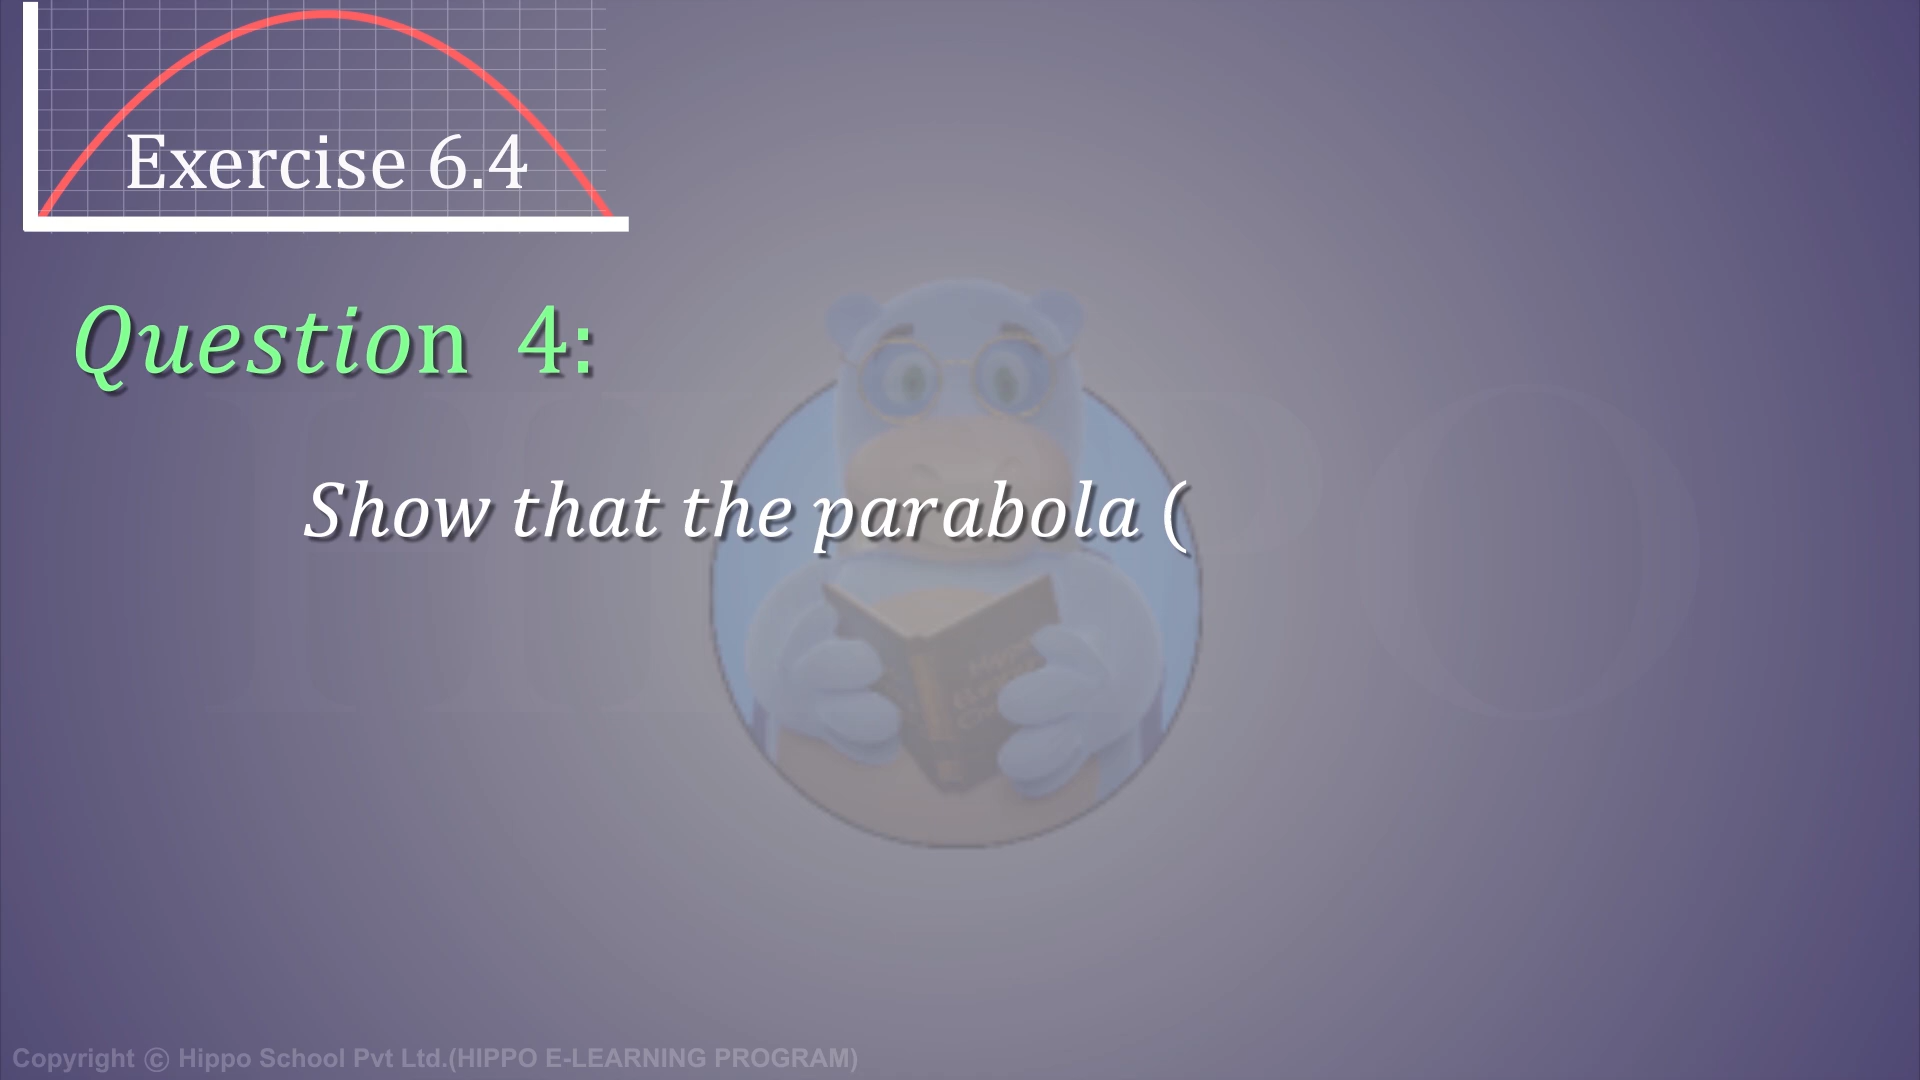 Exercise 6.4
Question 4:
Show that the parabola (
Copyright © Hippo School Pvt Ltd.(HIPPO E-LEARNING PROGRAM)